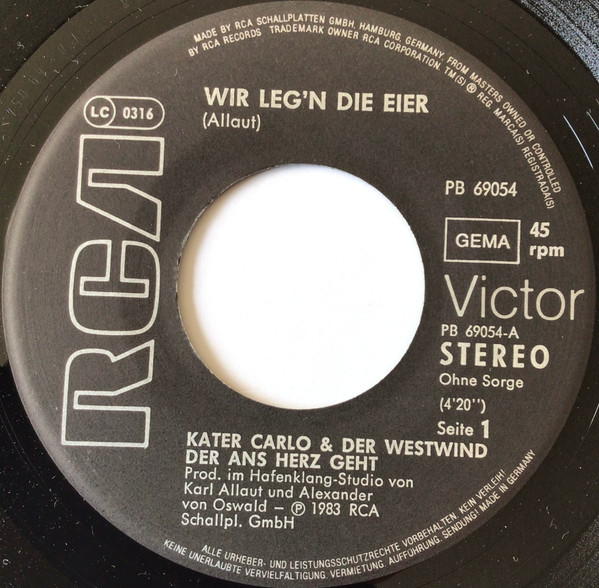 MADE BY RCA SCHALLPLATTEN GMBH, HAMBURG, GERMANY, FROM MASTERS OWNED OR CONTROLLED
BY RCA RECORDS TRADEMARK OWNER RCA CORPORATION, TM(S) ® REG. MARCA(S) REGISTRADA(S)
WIR LEG'N DIE EIER
(Allaut)
LC 0316
RCA
PB 69054
GEMA
45
rpm
Victor
PB 69054-A
STEREO
Ohne Sorge
(4'20'')
Seite 1
KATER CARLO & DER WESTWIND
DER ANS HERZ GEHT
Prod. im Hafenklang-Studio von
Karl Allaut und Alexander
von Oswald – ℗ 1983 RCA
Schallpl. GmbH
ALLE URHEBER- UND LEISTUNGSSCHUTZRECHTE VORBEHALTEN. KEIN VERLEIH!
KEINE UNERLAUBTE VERVIELFÄLTIGUNG, VERMIETUNG, AUFFÜHRUNG, SENDUNG! MADE IN GERMANY